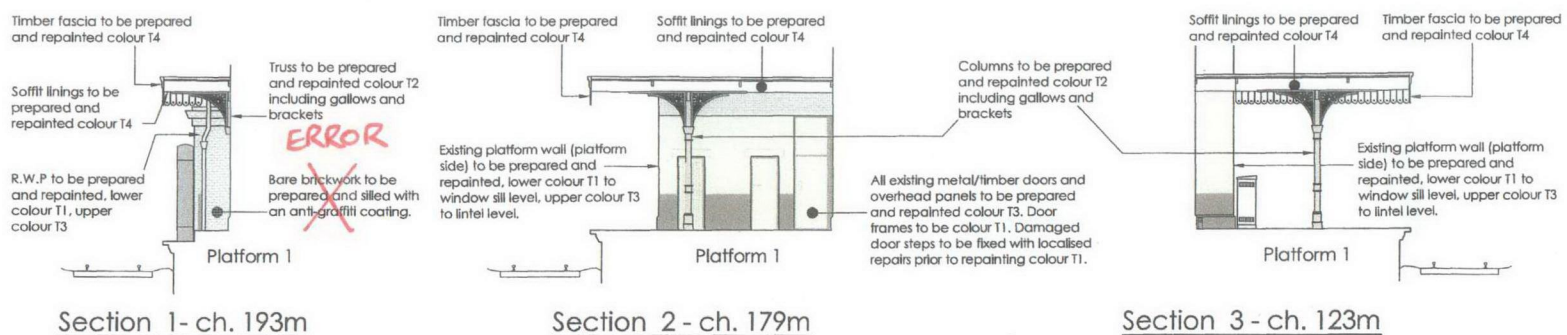 Timber fascia to be prepared
and repainted colour T4
Soffit linings to be
prepared and
repainted colour T4
R.W.P to be prepared
and repainted, lower
colour T1, upper
colour T3
Truss to be prepared
and repainted colour T2
including gallows and
brackets
ERROR
Bare brickwork to be
prepared and silled with
an anti-graffiti coating.
Platform 1
Section 1- ch. 193m
Timber fascia to be prepared
and repainted colour T4
Soffit linings to be prepared
and repainted colour T4
Existing platform wall (platform
side) to be prepared and
repainted, lower colour T1 to
window sill level, upper colour T3
to lintel level.
Columns to be prepared
and repainted colour T2
including gallows and
brackets
All existing metal/timber doors and
overhead panels to be prepared
and repainted colour T3. Door
frames to be colour T1. Damaged
door steps to be fixed with localised
repairs prior to repainting colour T1.
Platform 1
Section 2 - ch. 179m
Soffit linings to be prepared
and repainted colour T4
Timber fascia to be prepared
and repainted colour T4
Existing platform wall (platform
side) to be prepared and
repainted, lower colour T1 to
window sill level, upper colour T3
to lintel level.
Platform 1
Section 3 - ch. 123m